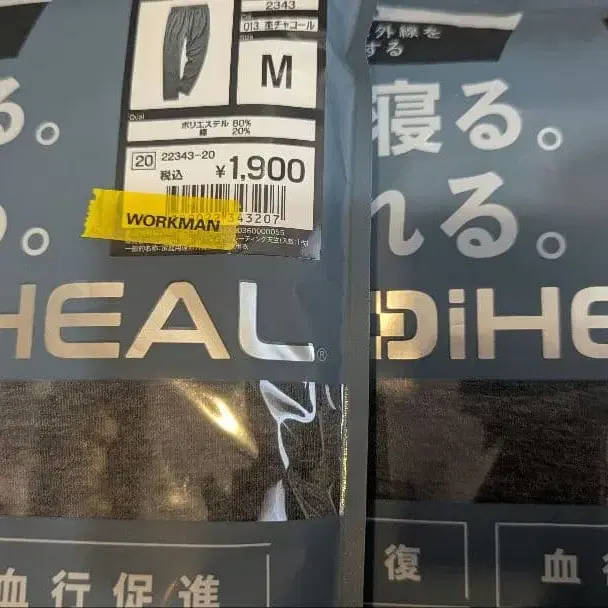 2343
013 杢チャコール
M
ポリエステル 80%
綿 20%
20 22343-20
税込 ¥1,900
WORKMAN
343207
る。
。
HEAL®
血行促進
外線を
する
寝る。
れる。
DiHE
復
血